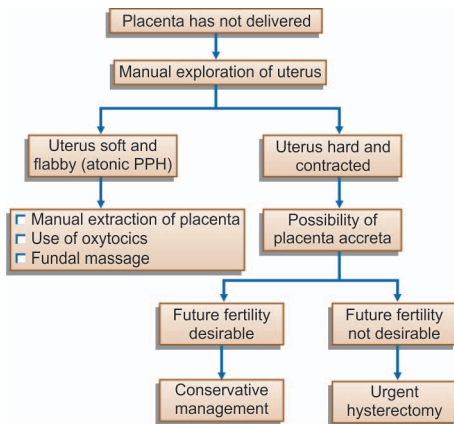 Placenta has not delivered
Manual exploration of uterus
Uterus soft and
flabby (atonic PPH)
Uterus hard and
contracted
Manual extraction of placenta
Use of oxytocics
Fundal massage
Possibility of
placenta accreta
Future fertility
desirable
Future fertility
not desirable
Conservative
management
Urgent
hysterectomy